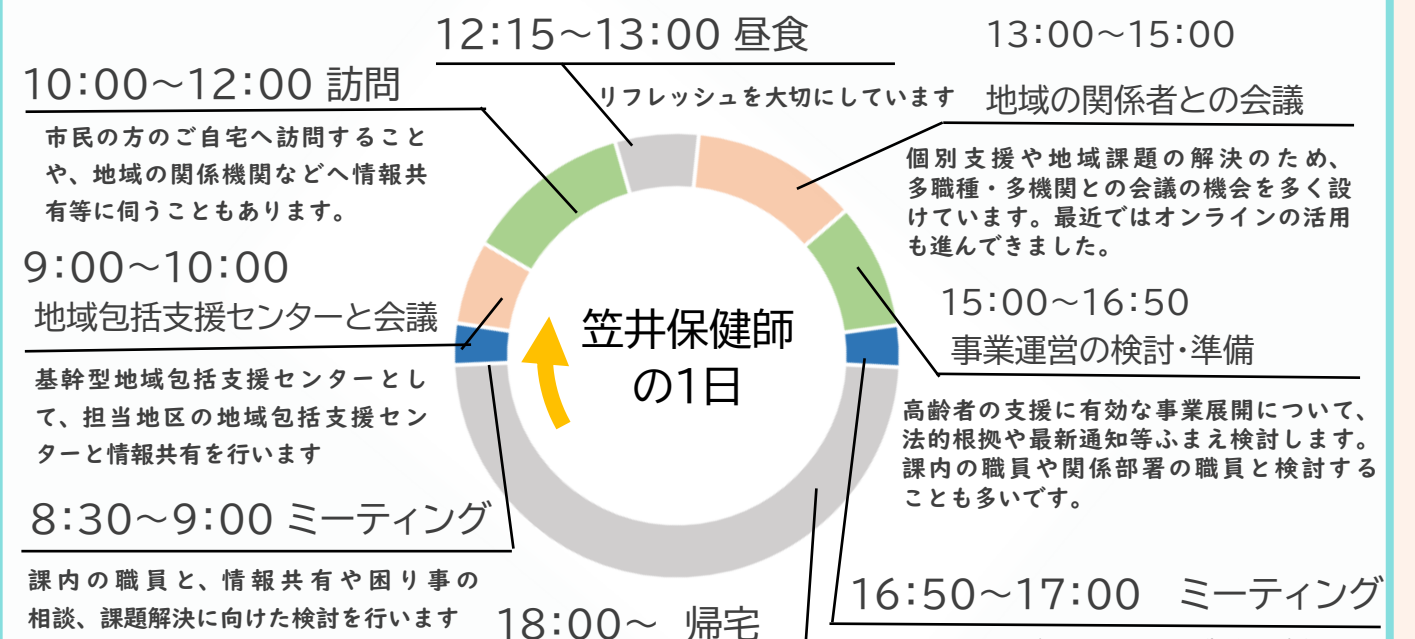 12:15～13:00 昼食
リフレッシュを大切にしています
13:00～15:00
地域の関係者との会議
個別支援や地域課題の解決のため、
多職種・多機関との会議の機会を多く設
けています。最近ではオンラインの活用
も進んできました。
10:00～12:00 訪問
市民の方のご自宅へ訪問すること
や、地域の関係機関などへ情報共
有等に伺うこともあります。
9:00～10:00
地域包括支援センターと会議
基幹型地域包括支援センターとし
て、担当地区の地域包括支援セン
ターと情報共有を行います
笠井保健師
の1日
15:00～16:50
事業運営の検討・準備
高齢者の支援に有効な事業展開について、
法的根拠や最新通知等ふまえ検討します。
課内の職員や関係部署の職員と検討する
ことも多いです。
8:30～9:00 ミーティング
課内の職員と、情報共有や困り事の
相談、課題解決に向けた検討を行います
18:00～ 帰宅
16:50～17:00 ミーティング